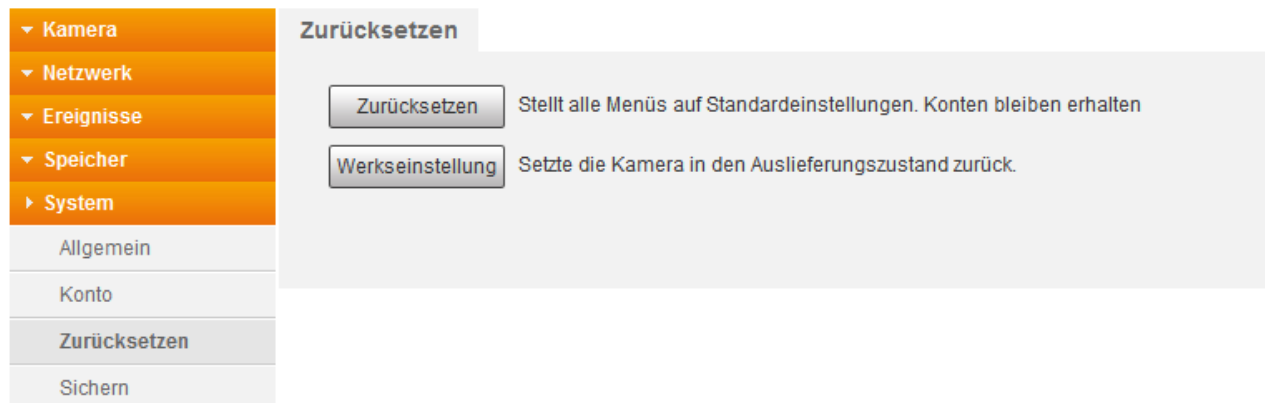 Kamera
Netzwerk
Ereignisse
Speicher
System
Allgemein
Konto
Zurücksetzen
Sichern
Zurücksetzen
Zurücksetzen Stellt alle Menüs auf Standardeinstellungen. Konten bleiben erhalten
Werkseinstellung Setzte die Kamera in den Auslieferungszustand zurück.